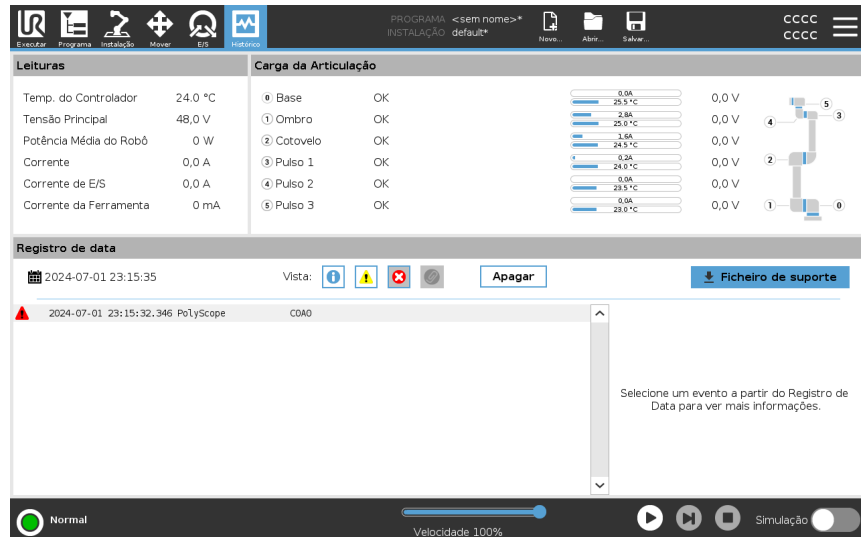 UR
PROGRAMA <sem nome>*
INSTALAÇÃO default*
cccc
cccc
Executar Programa Instalação Mover E/S Histórico Novo... Abrir... Salvar...
Leituras
Temp. do Controlador 24.0 °C
Tensão Principal 48,0 V
Potência Média do Robô 0 W
Corrente 0,0 A
Corrente de E/S 0,0 A
Corrente da Ferramenta 0 mA
Carga da Articulação
0 Base OK 0,0A 25.5 °C 0,0 V
1 Ombro OK 2,8A 25.0 °C 0,0 V
2 Cotovelo OK 1,6A 24.5 °C 0,0 V
3 Pulso 1 OK 0,2A 24.0 °C 0,0 V
4 Pulso 2 OK 0,0A 23.5 °C 0,0 V
5 Pulso 3 OK 0,0A 23.0 °C 0,0 V
5
3
4
2
1
0
Registro de data
2024-07-01 23:15:35 Vista: Apagar Ficheiro de suporte
2024-07-01 23:15:32.346 PolyScope C0A0
Selecione um evento a partir do Registro de
Data para ver mais informações.
Normal
Velocidade 100%
Simulação